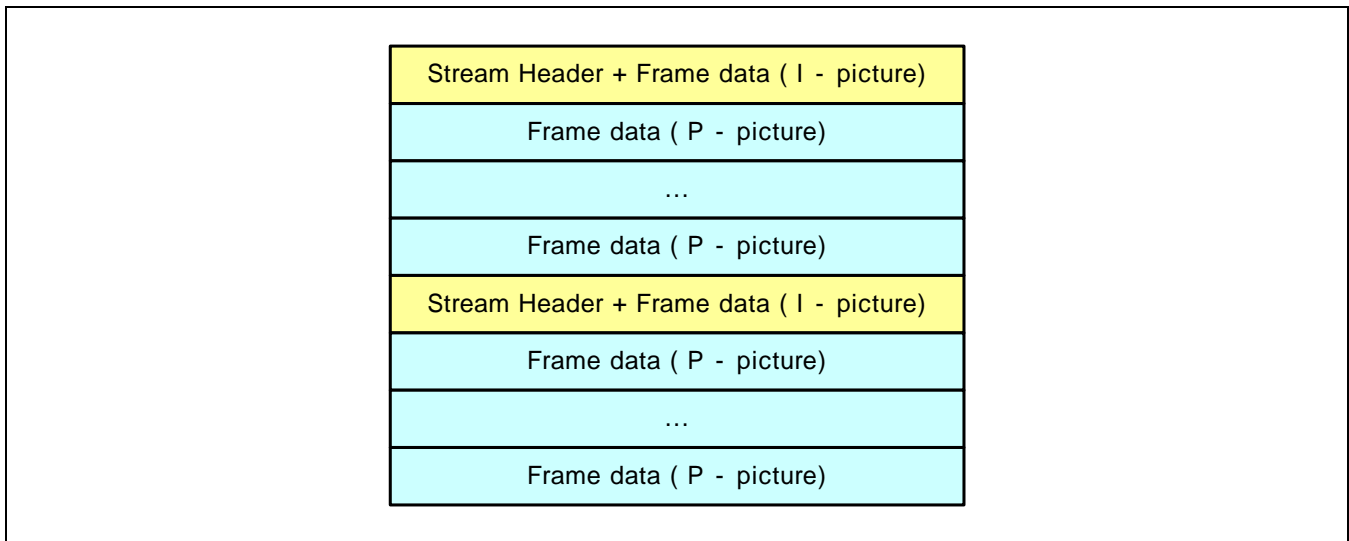 Stream Header + Frame data ( I - picture)
Frame data ( P - picture)
...
Frame data ( P - picture)
Stream Header + Frame data ( I - picture)
Frame data ( P - picture)
...
Frame data ( P - picture)